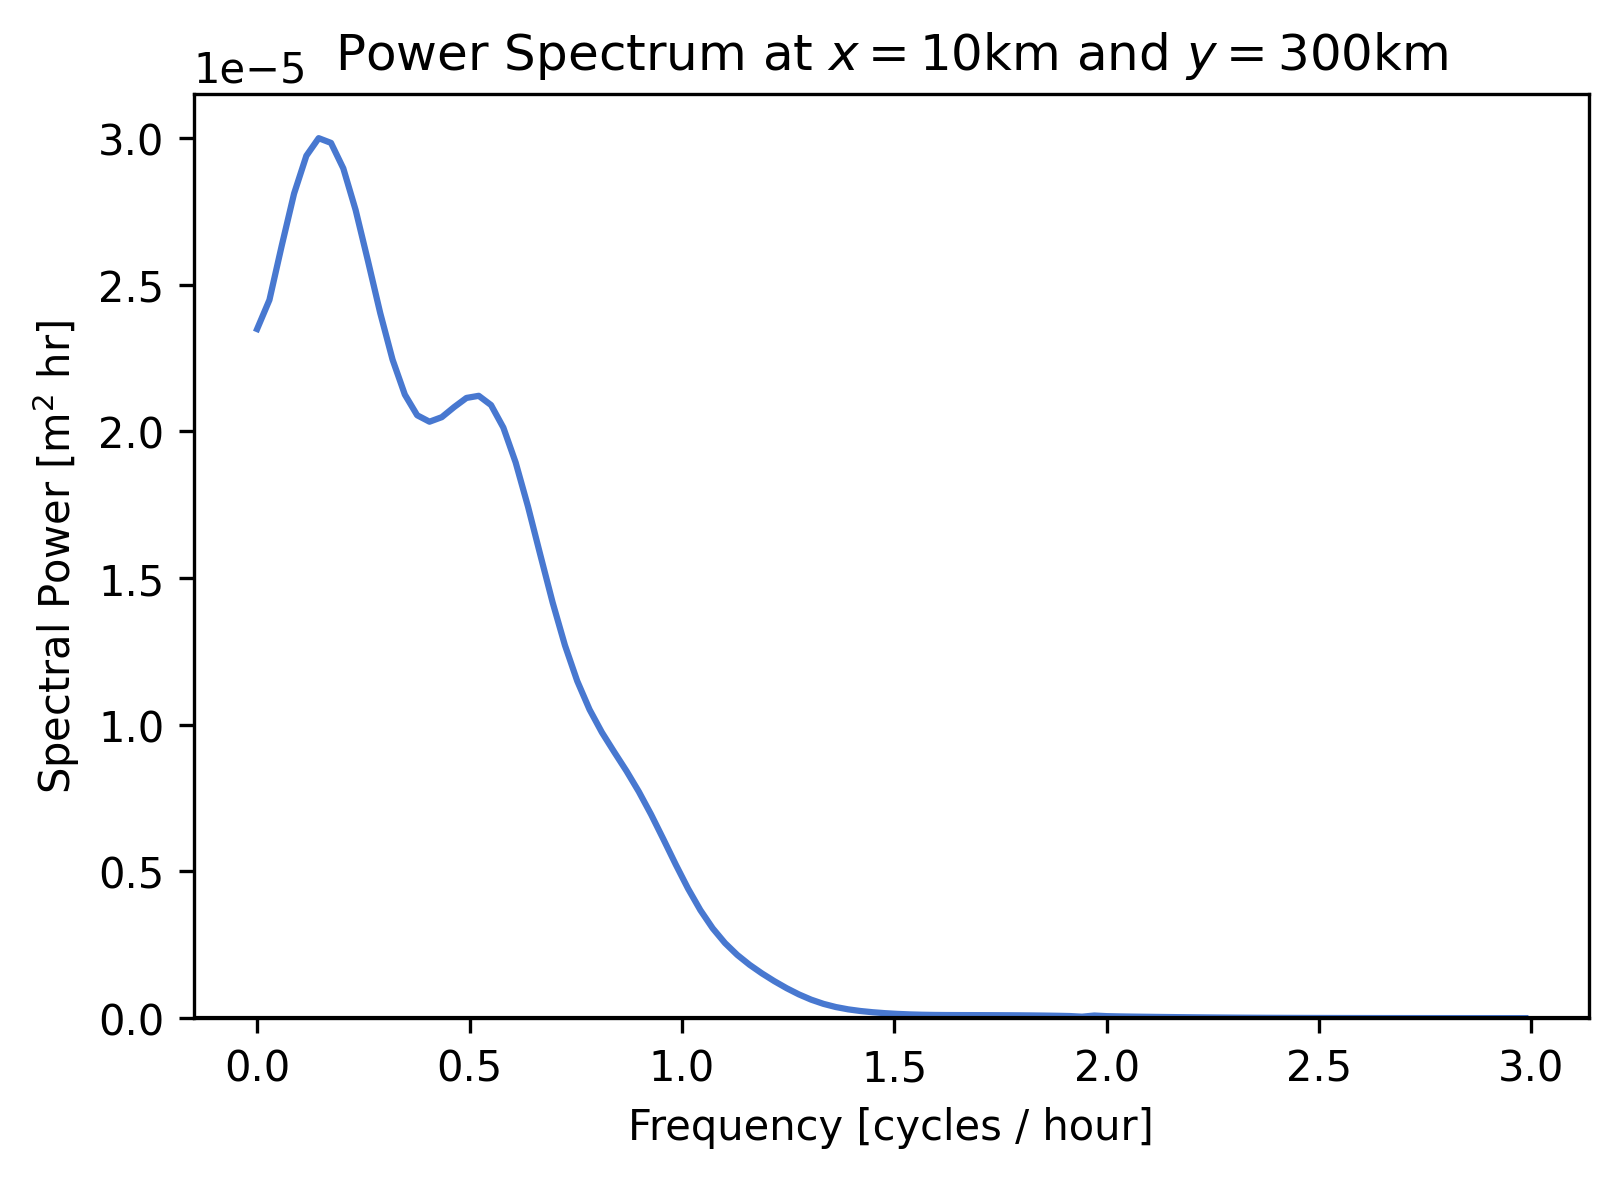 Power Spectrum at x = 10km and y = 300km
1e−5
3.0
2.5
2.0
1.5
1.0
0.5
0.0
Spectral Power [m² hr]
0.0 0.5 1.0 1.5 2.0 2.5 3.0
Frequency [cycles / hour]